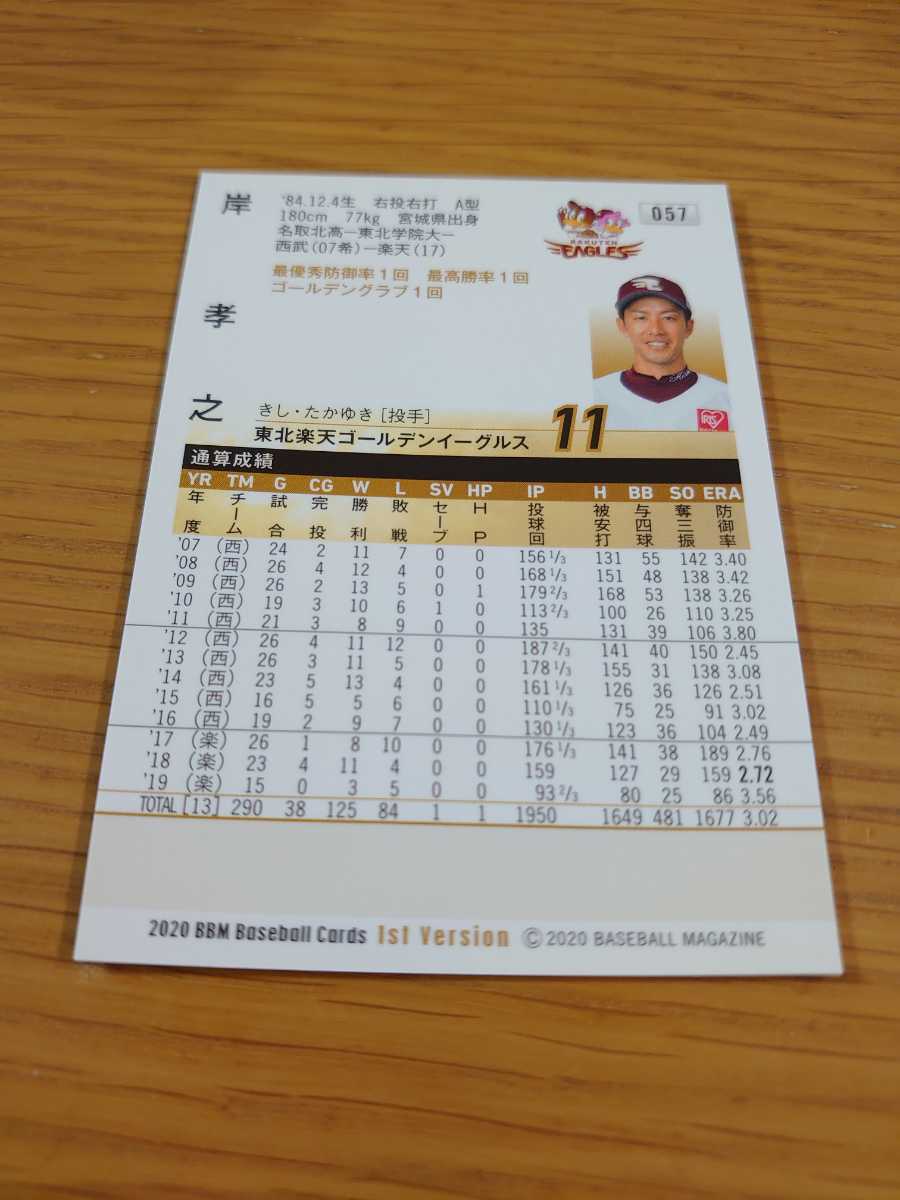 岸孝之
'84.12.4生 右投右打 A型
180cm 77kg 宮城県出身
名取北高ー東北学院大ー
西武(07希)ー楽天(17)
最優秀防御率1回 最高勝率1回
ゴールデングラブ1回
RAKUTEN
EAGLES
057
IRIS
きし・たかゆき [投手]
東北楽天ゴールデンイーグルス 11
通算成績
YR TM G CG W L SV HP IP H BB SO ERA
年度 チーム 試合 完投 勝利 敗戦 セーブ HP 投球回 被安打 与四球 奪三振 防御率
'07 (西) 24 2 11 7 0 0 156 1/3 131 55 142 3.40
'08 (西) 26 4 12 4 0 0 168 1/3 151 48 138 3.42
'09 (西) 26 2 13 5 0 1 179 2/3 168 53 138 3.26
'10 (西) 19 3 10 6 1 0 113 2/3 100 26 110 3.25
'11 (西) 21 3 8 9 0 0 135 131 39 106 3.80
'12 (西) 26 4 11 12 0 0 187 2/3 141 40 150 2.45
'13 (西) 26 3 11 5 0 0 178 1/3 155 31 138 3.08
'14 (西) 23 5 13 4 0 0 161 1/3 126 36 126 2.51
'15 (西) 16 5 5 6 0 0 110 1/3 75 25 91 3.02
'16 (西) 19 2 9 7 0 0 130 1/3 123 36 104 2.49
'17 (楽) 26 1 8 10 0 0 176 1/3 141 38 189 2.76
'18 (楽) 23 4 11 4 0 0 159 127 29 159 2.72
'19 (楽) 15 0 3 5 0 0 93 2/3 80 25 86 3.56
TOTAL [13] 290 38 125 84 1 1 1950 1649 481 1677 3.02
2020 BBM Baseball Cards 1st Version © 2020 BASEBALL MAGAZINE